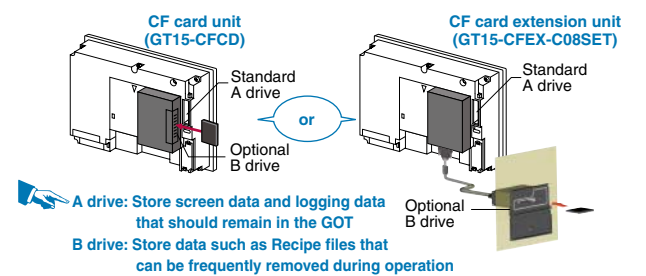 CF card unit
(GT15-CFCD)
Standard
A drive
Optional
B drive
or
CF card extension unit
(GT15-CFEX-C08SET)
Standard
A drive
Optional
B drive
A drive: Store screen data and logging data
that should remain in the GOT
B drive: Store data such as Recipe files that
can be frequently removed during operation